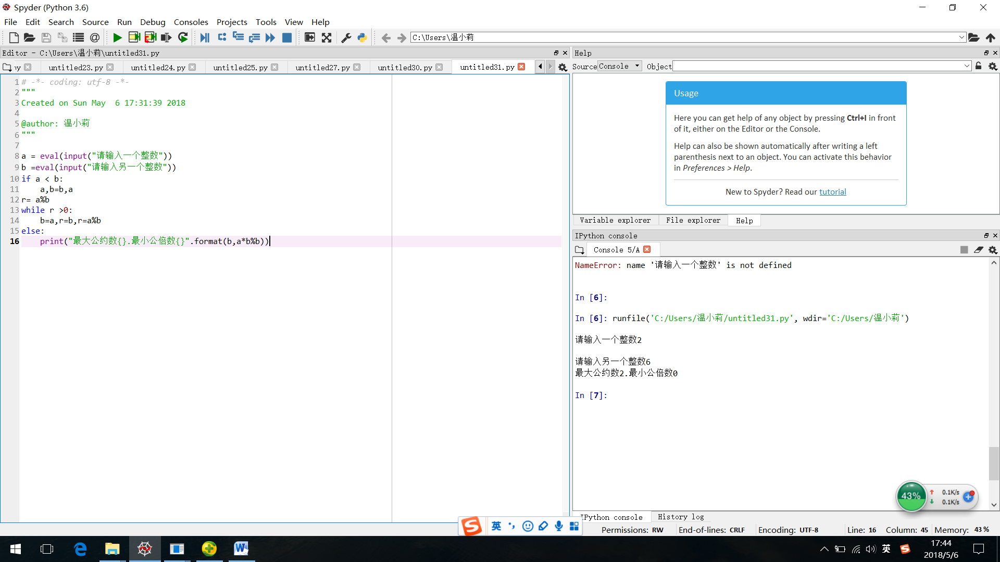 Spyder (Python 3.6)
File Edit Search Source Run Debug Consoles Projects Tools View Help
C:\Users\温小莉
Editor - C:\Users\温小莉\untitled31.py
Help
py untitled23.py untitled24.py untitled25.py untitled27.py untitled30.py untitled31.py
Source Console Object
1 # -*- coding: utf-8 -*-
2 """
3 Created on Sun May  6 17:31:39 2018
4
5 @author: 温小莉
6 """
7
8 a = eval(input("请输入一个整数"))
9 b =eval(input("请输入另一个整数"))
10 if a < b:
11     a,b=b,a
12 r= a%b
13 while r >0:
14     b=a,r=b,r=a%b
15 else:
16     print("最大公约数{}.最小公倍数{}".format(b,a*b%b))
Usage
Here you can get help of any object by pressing Ctrl+I in front
of it, either on the Editor or the Console.
Help can also be shown automatically after writing a left
parenthesis next to an object. You can activate this behavior
in Preferences > Help.
New to Spyder? Read our tutorial
Variable explorer File explorer Help
IPython console
Console 5/A
NameError: name '请输入一个整数' is not defined
In [6]:
In [6]: runfile('C:/Users/温小莉/untitled31.py', wdir='C:/Users/温小莉')
请输入一个整数2
请输入另一个整数6
最大公约数2.最小公倍数0
In [7]:
43%
0.1K/s
0.1K/s
IPython console History log
英
Permissions: RW End-of-lines: CRLF Encoding: UTF-8 Line: 16 Column: 45 Memory: 43 %
英
17:44
2018/5/6